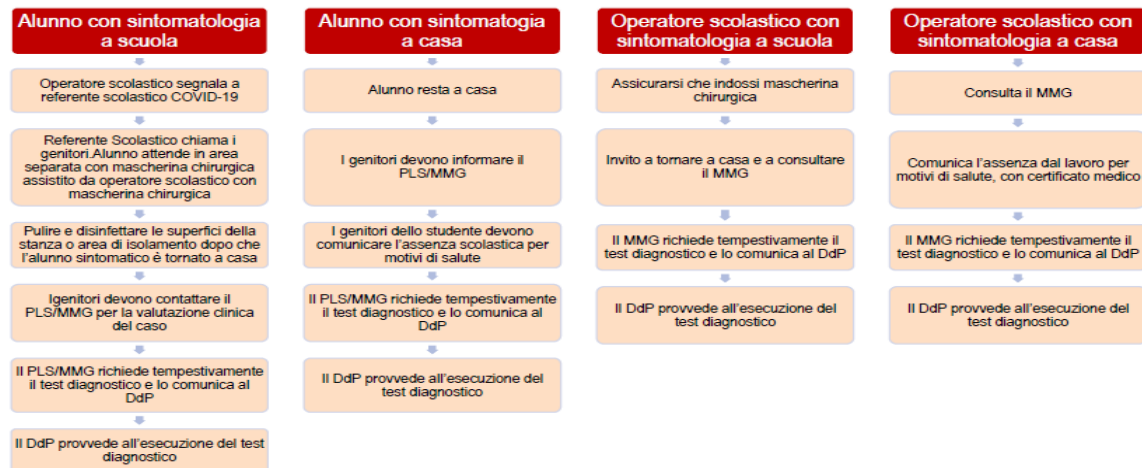 Alunno con sintomatologia
a scuola
Operatore scolastico segnala a
referente scolastico COVID-19
Referente Scolastico chiama i
genitori.Alunno attende in area
separata con mascherina chirurgica
assistito da operatore scolastico con
mascherina chirurgica
Pulire e disinfettare le superfici della
stanza o area di isolamento dopo che
l'alunno sintomatico è tornato a casa
Igenitori devono contattare il
PLS/MMG per la valutazione clinica
del caso
Il PLS/MMG richiede tempestivamente
il test diagnostico e lo comunica al
DdP
Il DdP provvede all'esecuzione del test
diagnostico
Alunno con sintomatogia
a casa
Alunno resta a casa
I genitori devono informare il
PLS/MMG
I genitori dello studente devono
comunicare l'assenza scolastica per
motivi di salute
Il PLS/MMG richiede tempestivamente
il test diagnostico e lo comunica al
DdP
Il DdP provvede all'esecuzione del
test diagnostico
Operatore scolastico con
sintomatologia a scuola
Assicurarsi che indossi mascherina
chirurgica
Invito a tornare a casa e a consultare
il MMG
Il MMG richiede tempestivamente il
test diagnostico e lo comunica al DdP
Il DdP provvede all'esecuzione del
test diagnostico
Operatore scolastico con
sintomatologia a casa
Consulta il MMG
Comunica l'assenza dal lavoro per
motivi di salute, con certificato medico
Il MMG richiede tempestivamente il
test diagnostico e lo comunica al DdP
Il DdP provvede all'esecuzione del
test diagnostico